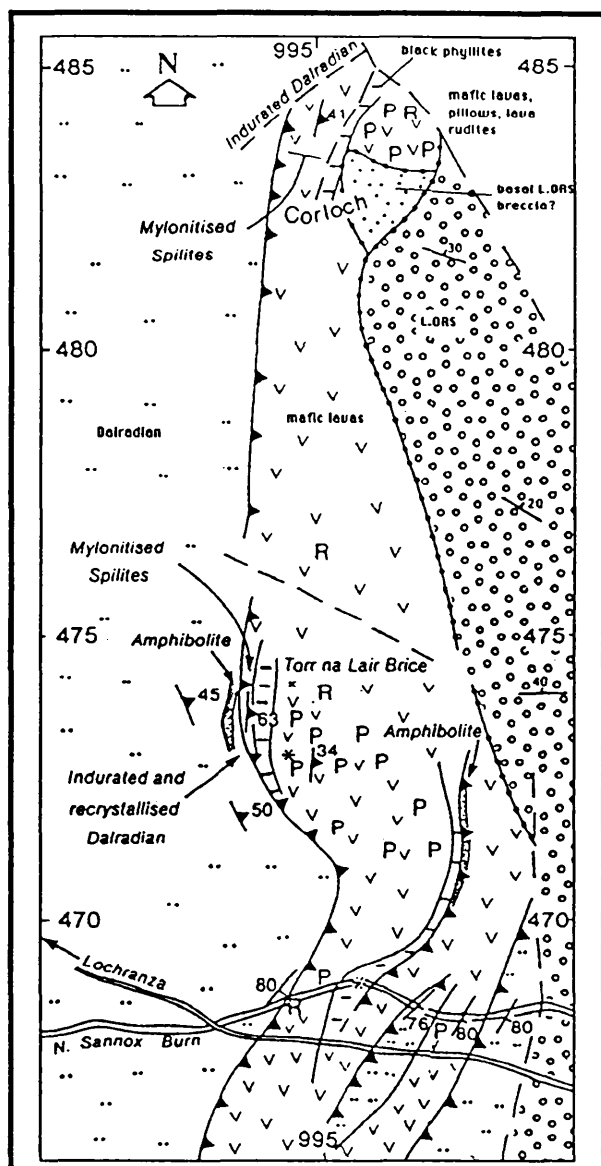 995
black phyllites
485
485
N
Indurated Dalradian
mafic lavas,
pillows, lava
rudites
41
P R
P P
P P
Corloch
basal L.ORS
breccia?
Mylonitised
Spilites
30
L.ORS
480
480
Dalradian
mafic lavas
20
R
Mylonitised
Spilites
475
475
Amphibolite
Torr na Lair Brice
45
R
40
63
P
Amphibolite
P P
34
P P P
Indurated and
recrystallised
Dalradian
50
P P
P P
470
470
Lochranza
80
P
76
80
80
P
N. Sannox Burn
995